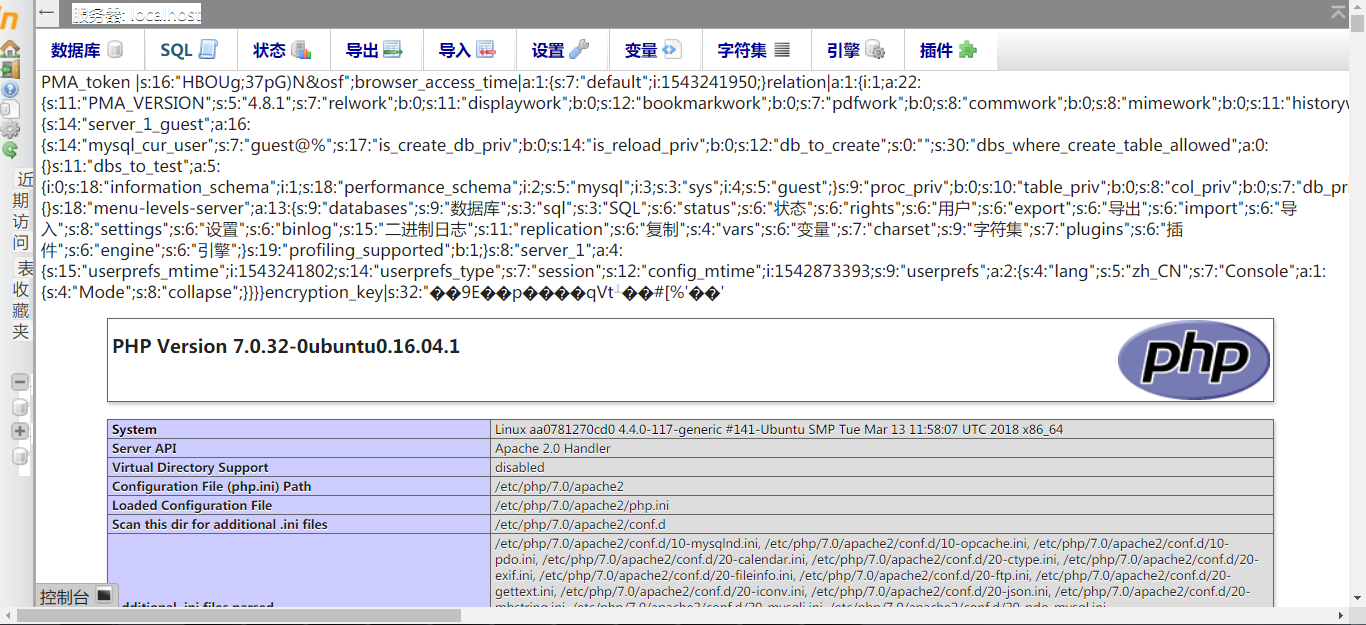 n
服务器: localhost
数据库 SQL 状态 导出 导入 设置 变量 字符集 引擎 插件
PMA_token |s:16:"HBOUg;37pG)N&osf";browser_access_time|a:1:{s:7:"default";i:1543241950;}relation|a:1:{i:1;a:22:
{s:11:"PMA_VERSION";s:5:"4.8.1";s:7:"relwork";b:0;s:11:"displaywork";b:0;s:12:"bookmarkwork";b:0;s:7:"pdfwork";b:0;s:8:"commwork";b:0;s:8:"mimework";b:0;s:11:"historyw
{s:14:"server_1_guest";a:16:
{s:14:"mysql_cur_user";s:7:"guest@%";s:17:"is_create_db_priv";b:0;s:14:"is_reload_priv";b:0;s:12:"db_to_create";s:0:"";s:30:"dbs_where_create_table_allowed";a:0:
{}s:11:"dbs_to_test";a:5:
{i:0;s:18:"information_schema";i:1;s:18:"performance_schema";i:2;s:5:"mysql";i:3;s:3:"sys";i:4;s:5:"guest";}s:9:"proc_priv";b:0;s:10:"table_priv";b:0;s:8:"col_priv";b:0;s:7:"db_pri
{}s:18:"menu-levels-server";a:13:{s:9:"databases";s:9:"数据库";s:3:"sql";s:3:"SQL";s:6:"status";s:6:"状态";s:6:"rights";s:6:"用户";s:6:"export";s:6:"导出";s:6:"import";s:6:"导
入";s:8:"settings";s:6:"设置";s:6:"binlog";s:15:"二进制日志";s:11:"replication";s:6:"复制";s:4:"vars";s:6:"变量";s:7:"charset";s:9:"字符集";s:7:"plugins";s:6:"插
件";s:6:"engine";s:6:"引擎";}s:19:"profiling_supported";b:1;}s:8:"server_1";a:4:
{s:15:"userprefs_mtime";i:1543241802;s:14:"userprefs_type";s:7:"session";s:12:"config_mtime";i:1542873393;s:9:"userprefs";a:2:{s:4:"lang";s:5:"zh_CN";s:7:"Console";a:1:
{s:4:"Mode";s:8:"collapse";}}}}encryption_key|s:32:"��9E��p����qVt┴��#[%'��'
近
期
访
问
表
收
藏
夹
PHP Version 7.0.32-0ubuntu0.16.04.1
php
System Linux aa0781270cd0 4.4.0-117-generic #141-Ubuntu SMP Tue Mar 13 11:58:07 UTC 2018 x86_64
Server API Apache 2.0 Handler
Virtual Directory Support disabled
Configuration File (php.ini) Path /etc/php/7.0/apache2
Loaded Configuration File /etc/php/7.0/apache2/php.ini
Scan this dir for additional .ini files /etc/php/7.0/apache2/conf.d
/etc/php/7.0/apache2/conf.d/10-mysqlnd.ini, /etc/php/7.0/apache2/conf.d/10-opcache.ini, /etc/php/7.0/apache2/conf.d/10-
pdo.ini, /etc/php/7.0/apache2/conf.d/20-calendar.ini, /etc/php/7.0/apache2/conf.d/20-ctype.ini, /etc/php/7.0/apache2/conf.d/20-
exif.ini, /etc/php/7.0/apache2/conf.d/20-fileinfo.ini, /etc/php/7.0/apache2/conf.d/20-ftp.ini, /etc/php/7.0/apache2/conf.d/20-
gettext.ini, /etc/php/7.0/apache2/conf.d/20-iconv.ini, /etc/php/7.0/apache2/conf.d/20-json.ini, /etc/php/7.0/apache2/conf.d/20-
mbstring.ini, /etc/php/7.0/apache2/conf.d/20-mysqli.ini, /etc/php/7.0/apache2/conf.d/20-pdo_mysql.ini,
dditional .ini files parsed
控制台